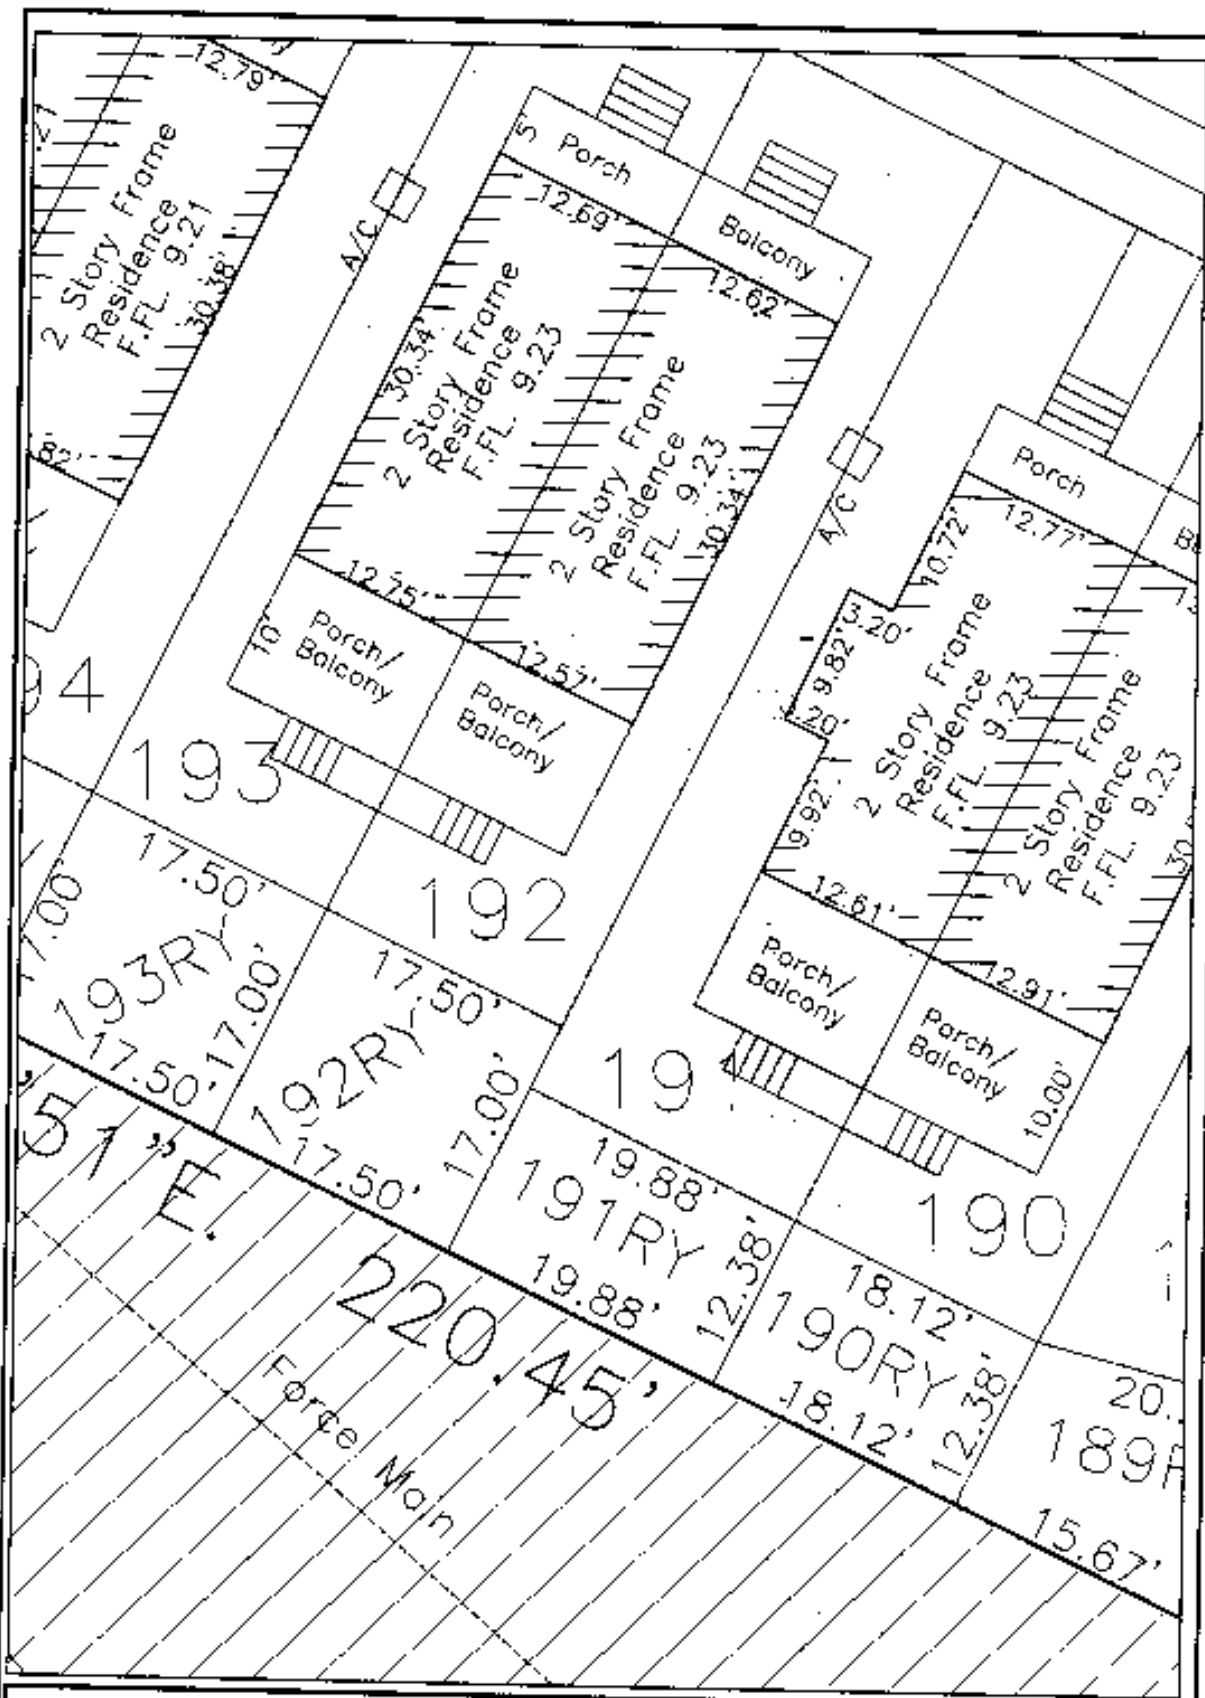 12.79'
.21
2 Story Frame
Residence
F.FL. 9.21
30.38'
82'
A/C
5'
Porch
12.69'
Balcony
12.62'
30.34'
2 Story Frame
Residence
F.FL. 9.23
2 Story Frame
Residence
F.FL. 9.23
30.34'
A/C
12.75'
12.57'
10'
Porch/
Balcony
Porch/
Balcony
Porch
12.77'
10.72'
3.20'
9.82'
3.20'
9.92'
2 Story Frame
Residence
F.FL. 9.23
2 Story Frame
Residence
F.FL. 9.23
30.
12.61'
12.91'
Porch/
Balcony
Porch/
Balcony
10.00'
94
193
192
19
190
17.50'
17.00'
193RY
17.00'
17.50'
17.50'
192RY
17.00'
17.50'
19.88'
191RY
12.38'
19.88'
18.12'
190RY
12.38'
18.12'
20.
189R
15.67'
'51"E.
220.45'
Force Main